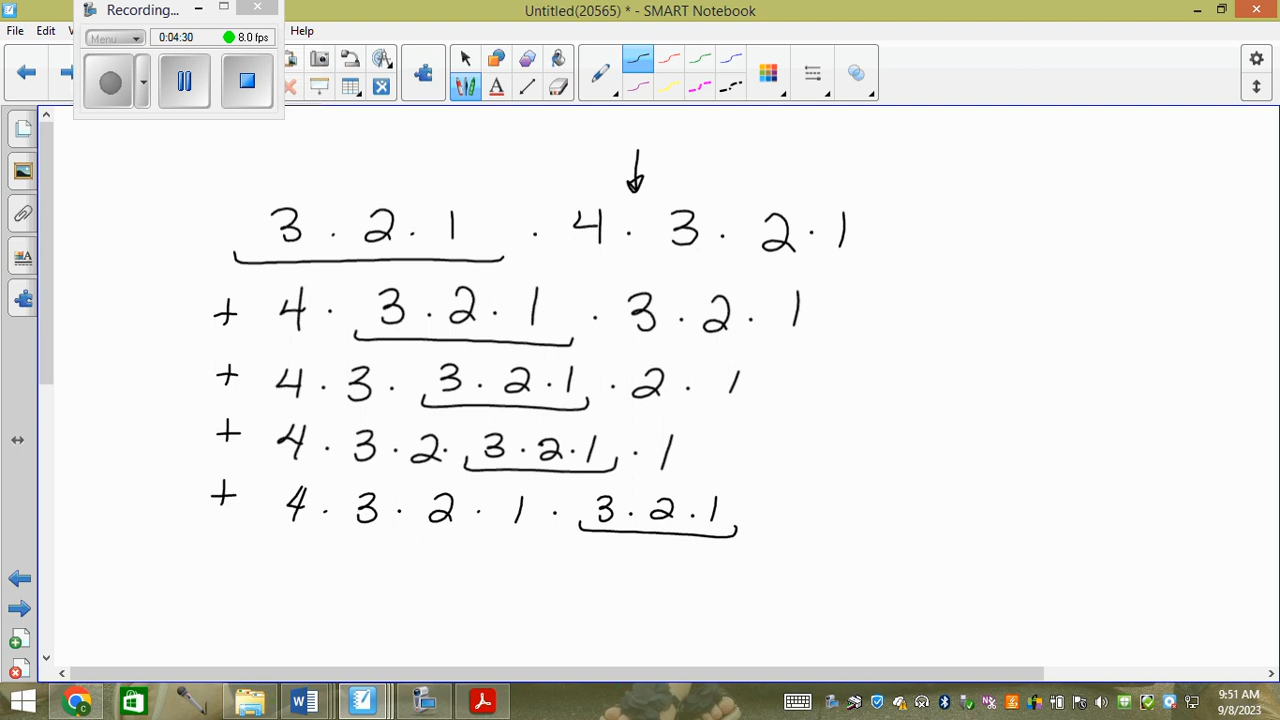 Recording...
Untitled(20565) * - SMART Notebook
Menu
0:04:30
8.0 fps
File
Edit
Help
3 · 2 · 1 · 4 · 3 · 2 · 1
+ 4 · 3 · 2 · 1 · 3 · 2 · 1
+ 4 · 3 · 3 · 2 · 1 · 2 · 1
+ 4 · 3 · 2 · 3 · 2 · 1 · 1
+ 4 · 3 · 2 · 1 · 3 · 2 · 1
9:51 AM
9/8/2023